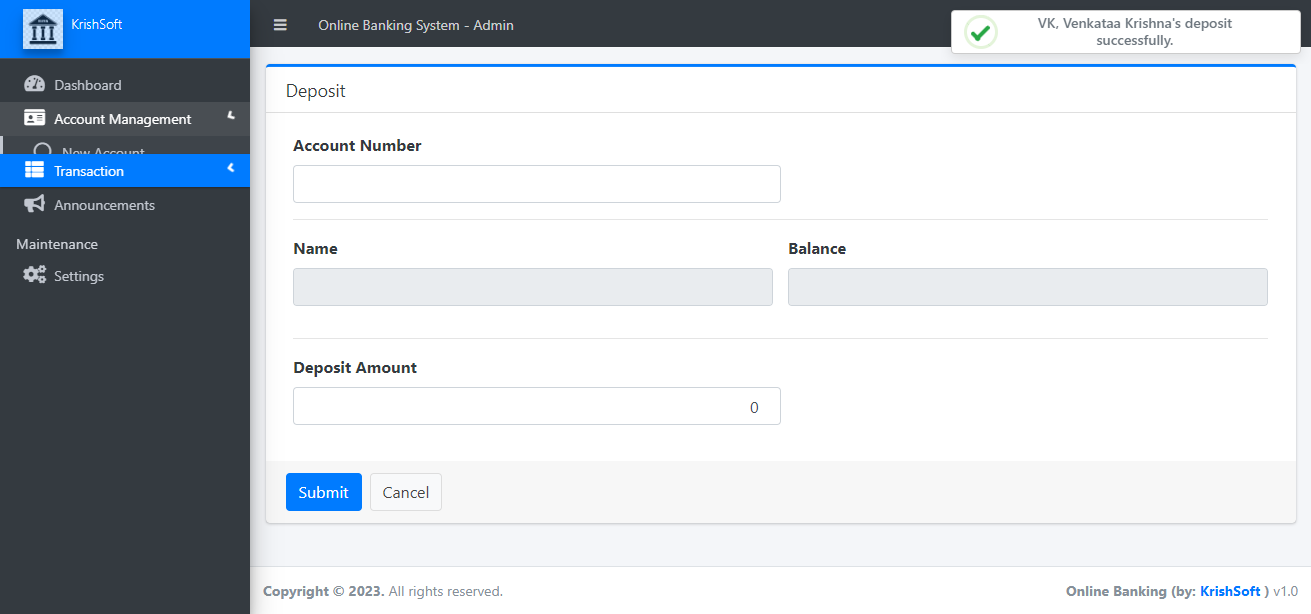 KrishSoft
Online Banking System - Admin
VK, Venkataa Krishna's deposit
successfully.
Dashboard
Account Management
New Account
Transaction
Announcements
Maintenance
Settings
Deposit
Account Number
Name
Balance
Deposit Amount
0
Submit
Cancel
Copyright © 2023. All rights reserved.
Online Banking (by: KrishSoft ) v1.0